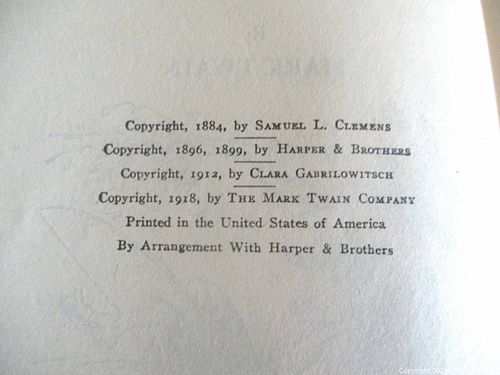 Copyright, 1884, by SAMUEL L. CLEMENS
Copyright, 1896, 1899, by HARPER & BROTHERS
Copyright, 1912, by CLARA GABRILOWITSCH
Copyright, 1918, by THE MARK TWAIN COMPANY
Printed in the United States of America
By Arrangement With Harper & Brothers